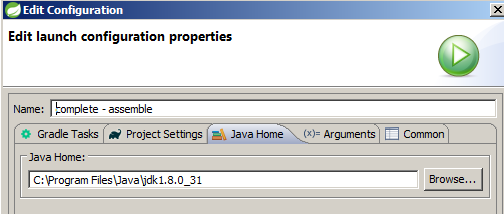 Edit Configuration
Edit launch configuration properties
Name: complete - assemble
Gradle Tasks Project Settings Java Home (x)= Arguments Common
Java Home:
C:\Program Files\Java\jdk1.8.0_31 Browse...